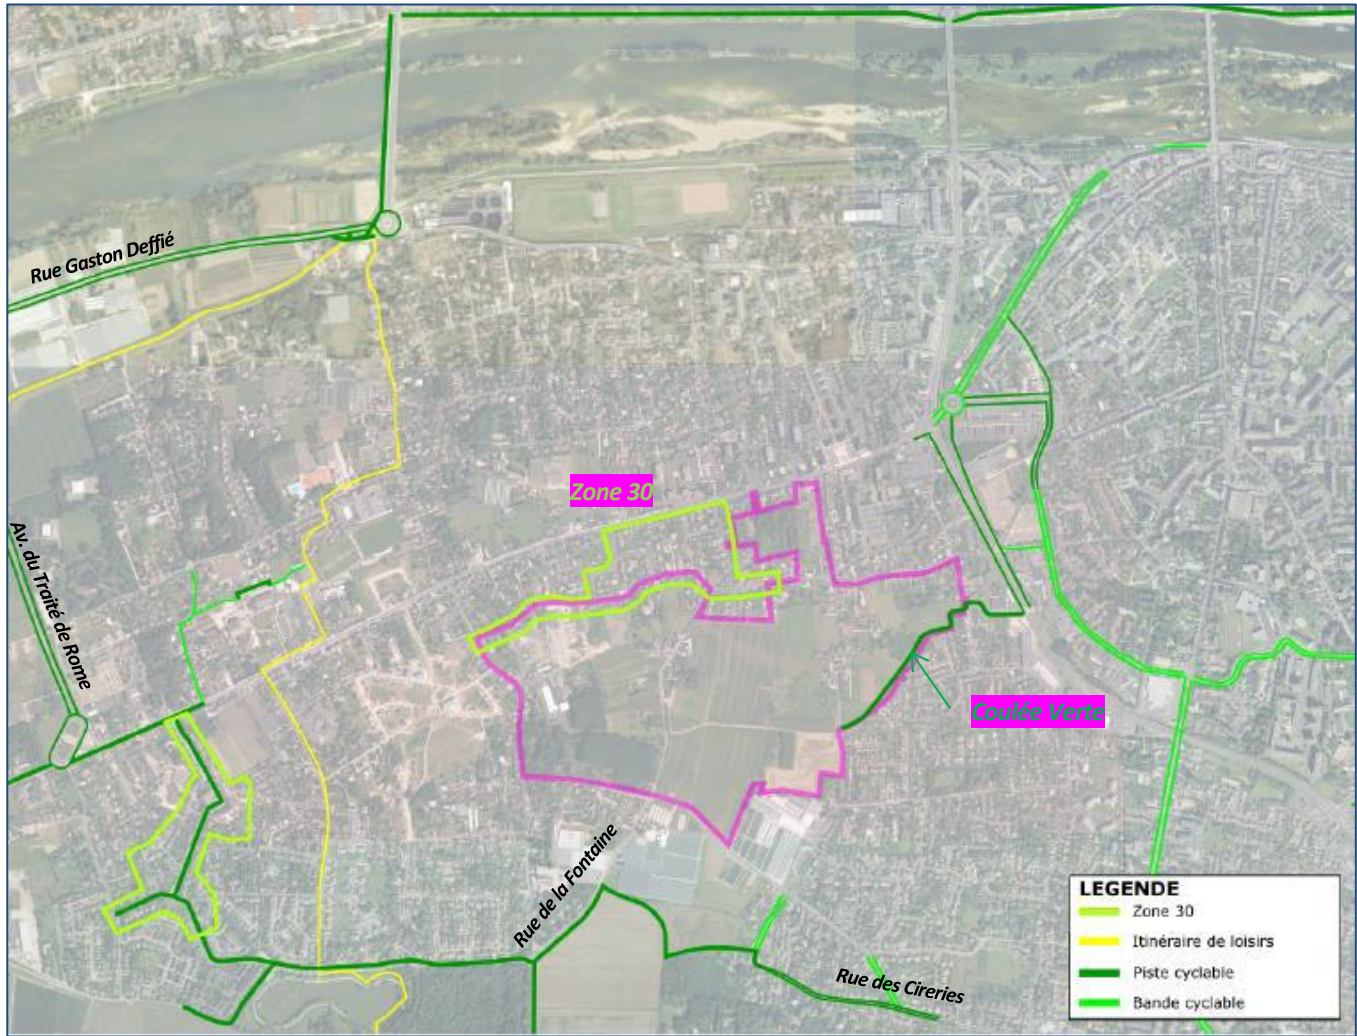 Rue Gaston Deffié
Zone 30
Av. du Traité de Rome
Coulée Verte
Rue de la Fontaine
Rue des Cireries
LEGENDE
Zone 30
Itinéraire de loisirs
Piste cyclable
Bande cyclable